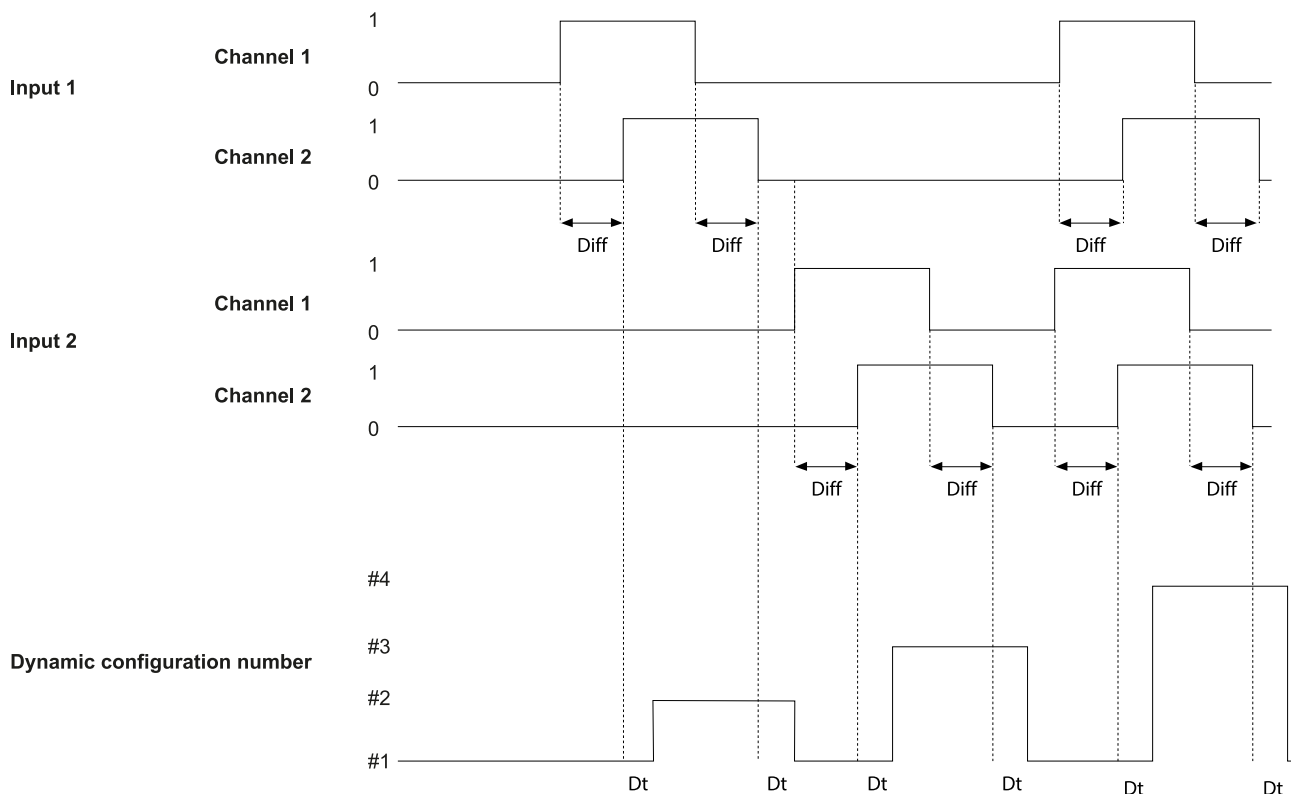 1
Channel 1
Input 1
0
1
Channel 2
0
Diff Diff Diff Diff
1
Channel 1
0
Input 2
1
Channel 2
0
Diff Diff Diff Diff
#4
#3
Dynamic configuration number
#2
#1
Dt Dt Dt Dt Dt Dt